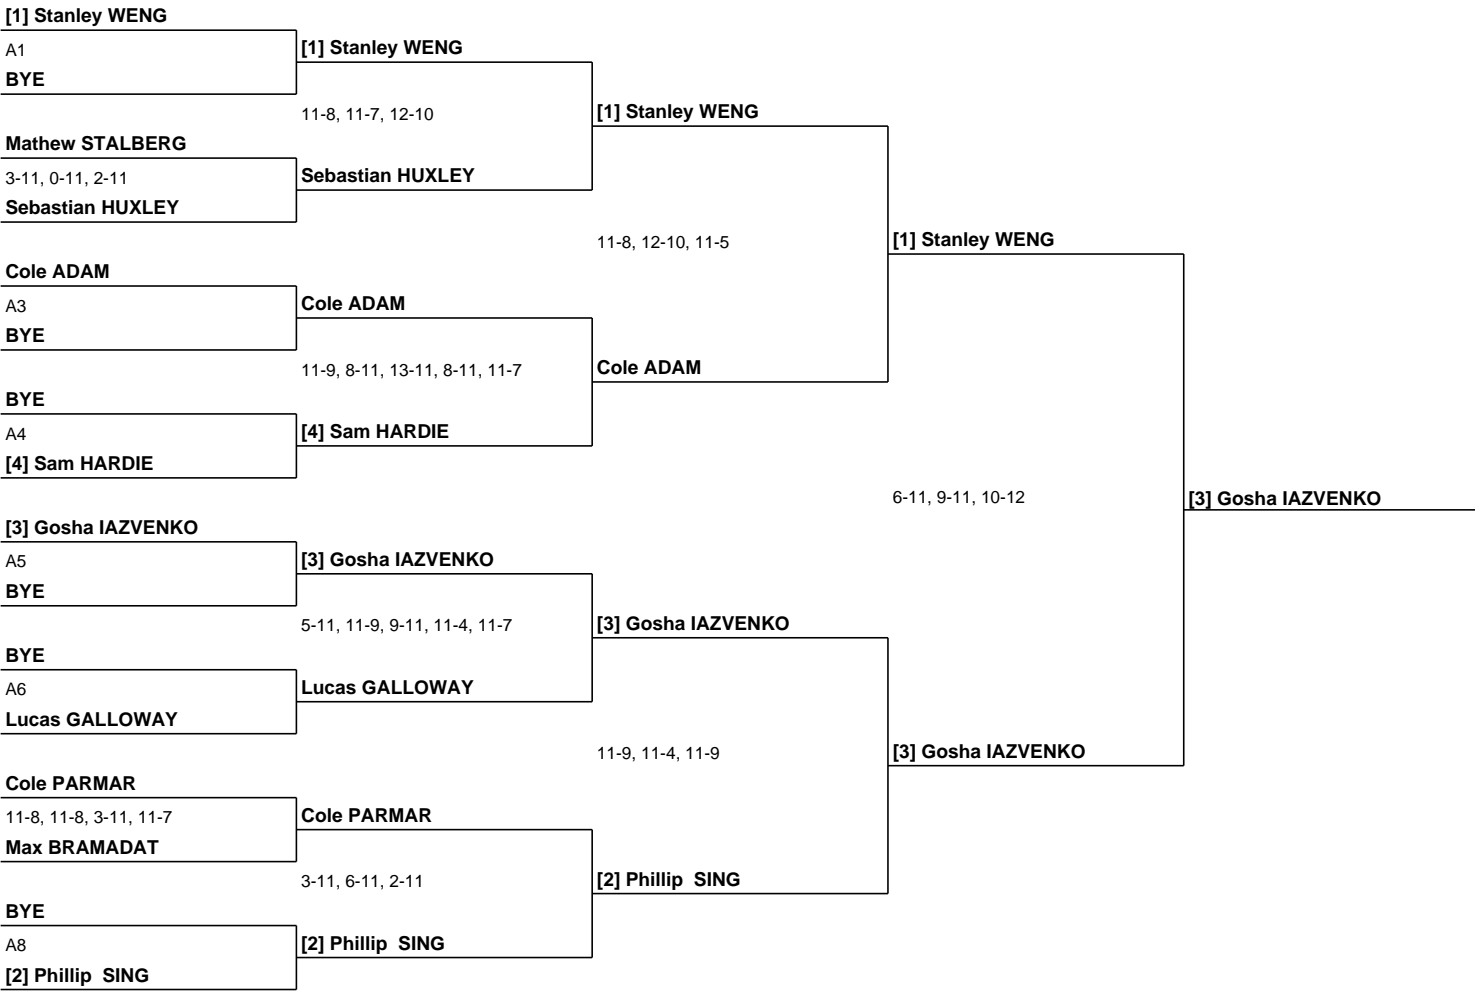 [1] Stanley WENG
A1
BYE
Mathew STALBERG
3-11, 0-11, 2-11
Sebastian HUXLEY
Cole ADAM
A3
BYE
BYE
A4
[4] Sam HARDIE
[3] Gosha IAZVENKO
A5
BYE
BYE
A6
Lucas GALLOWAY
Cole PARMAR
11-8, 11-8, 3-11, 11-7
Max BRAMADAT
BYE
A8
[2] Phillip  SING
[1] Stanley WENG
11-8, 11-7, 12-10
Sebastian HUXLEY
Cole ADAM
11-9, 8-11, 13-11, 8-11, 11-7
[4] Sam HARDIE
[3] Gosha IAZVENKO
5-11, 11-9, 9-11, 11-4, 11-7
Lucas GALLOWAY
Cole PARMAR
3-11, 6-11, 2-11
[2] Phillip  SING
[1] Stanley WENG
11-8, 12-10, 11-5
Cole ADAM
[3] Gosha IAZVENKO
11-9, 11-4, 11-9
[2] Phillip  SING
[1] Stanley WENG
6-11, 9-11, 10-12
[3] Gosha IAZVENKO
[3] Gosha IAZVENKO